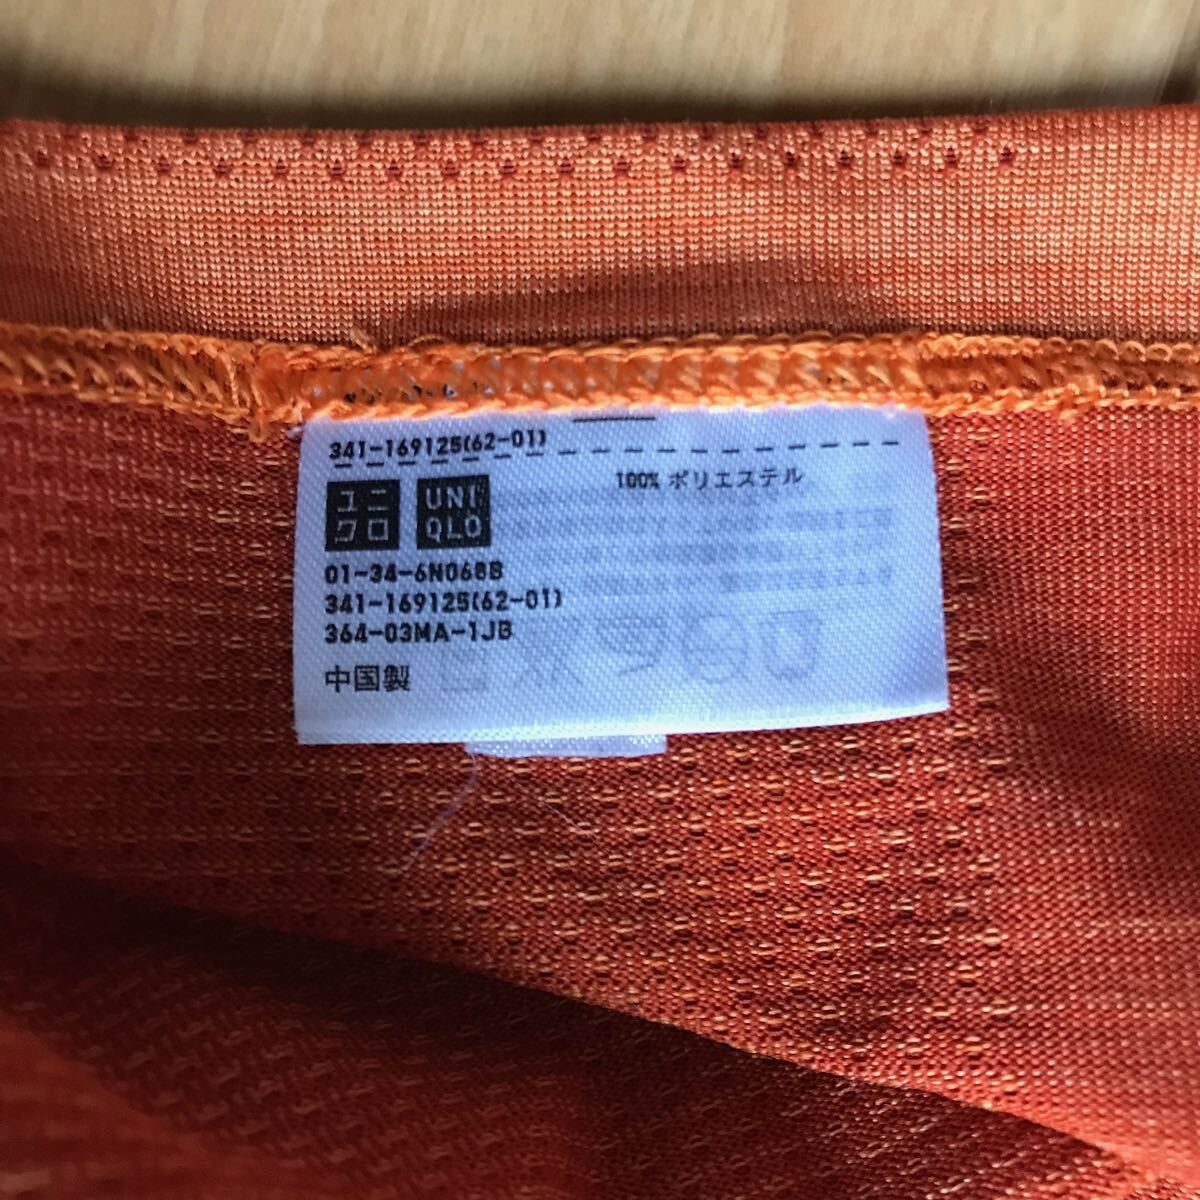 341-169125(62-01)
100% ポリエステル
ユニ UNI
クロ QLO
01-34-6N068B
341-169125(62-01)
364-03MA-1JB
中国製